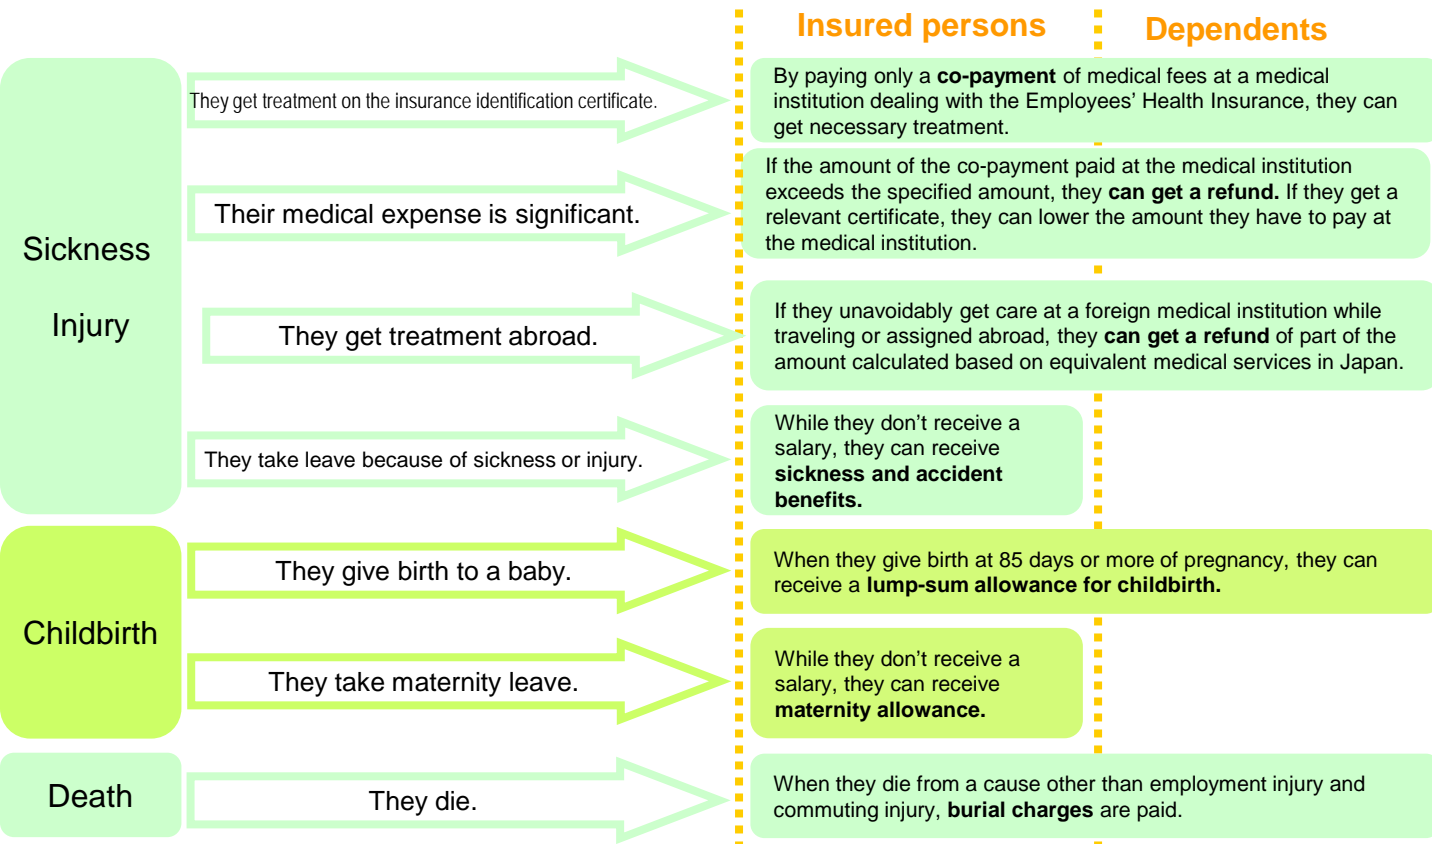 Insured persons
Dependents
Sickness
Injury
They get treatment on the insurance identification certificate.
By paying only a co-payment of medical fees at a medical
institution dealing with the Employees’ Health Insurance, they can
get necessary treatment.
Their medical expense is significant.
If the amount of the co-payment paid at the medical institution
exceeds the specified amount, they can get a refund. If they get a
relevant certificate, they can lower the amount they have to pay at
the medical institution.
They get treatment abroad.
If they unavoidably get care at a foreign medical institution while
traveling or assigned abroad, they can get a refund of part of the
amount calculated based on equivalent medical services in Japan.
They take leave because of sickness or injury.
While they don’t receive a
salary, they can receive
sickness and accident
benefits.
Childbirth
They give birth to a baby.
When they give birth at 85 days or more of pregnancy, they can
receive a lump-sum allowance for childbirth.
They take maternity leave.
While they don’t receive a
salary, they can receive
maternity allowance.
Death
They die.
When they die from a cause other than employment injury and
commuting injury, burial charges are paid.